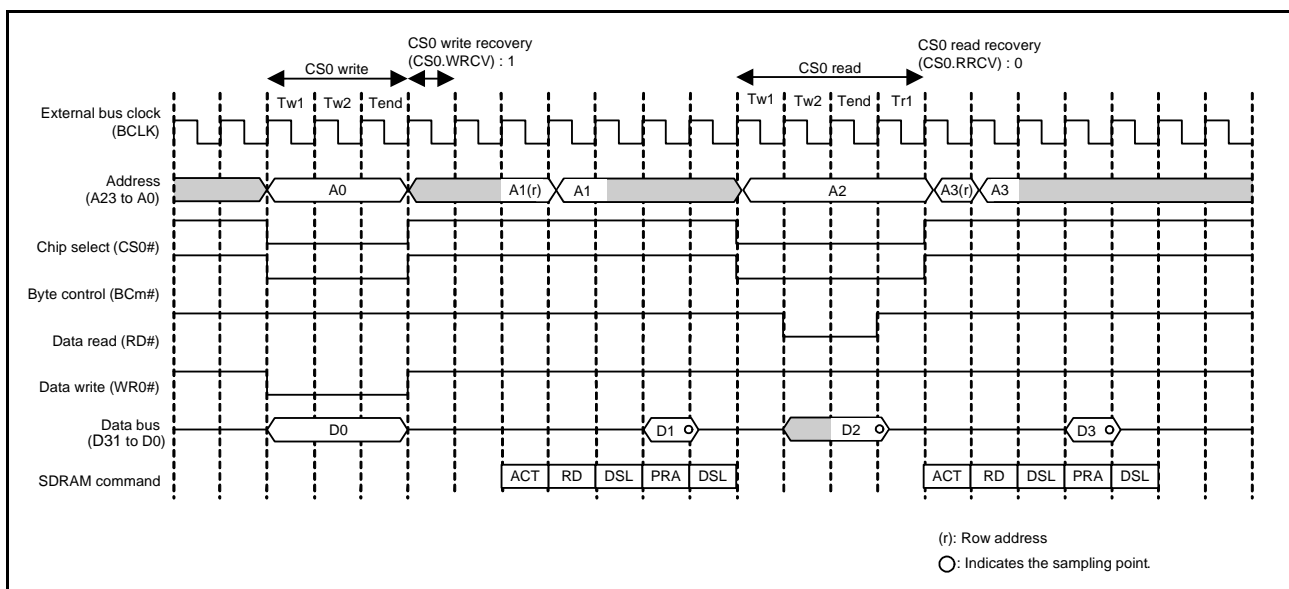 CS0 write recovery
(CS0.WRCV) : 1
CS0 read recovery
(CS0.RRCV) : 0
CS0 write
CS0 read
Tw1 Tw2 Tend Tw1 Tw2 Tend Tr1
External bus clock
(BCLK)
Address
(A23 to A0)
A0 A1(r) A1 A2 A3(r) A3
Chip select (CS0#)
Byte control (BCm#)
Data read (RD#)
Data write (WR0#)
Data bus
(D31 to D0)
D0 D1 D2 D3
SDRAM command
ACT RD DSL PRA DSL ACT RD DSL PRA DSL
(r): Row address
: Indicates the sampling point.